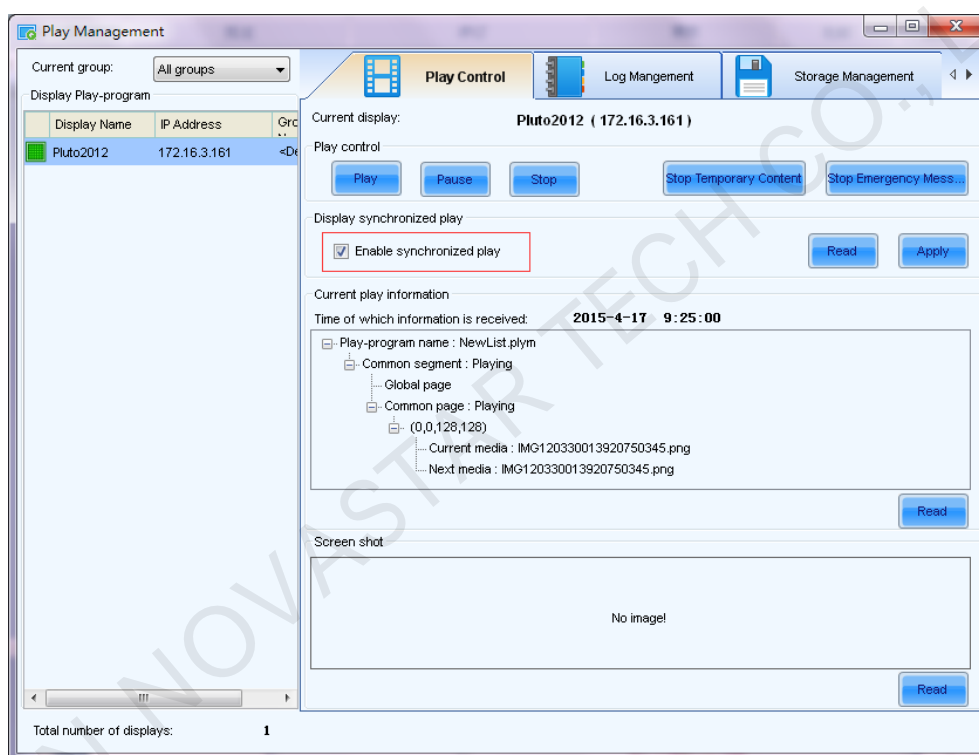 Play Management
Current group:
All groups
Display Play-program
Display Name
IP Address
Pluto2012
172.16.3.161
<De
Play Control
Log Mangement
Storage Management
Current display:
Pluto2012 ( 172.16.3.161 )
Play control
Play
Pause
Stop
Stop Temporary Content
Stop Emergency Mess...
Display synchronized play
Enable synchronized play
Read
Apply
Current play information
Time of which information is received:
2015-4-17 9:25:00
Play-program name : NewList.plym
Common segment : Playing
Global page
Common page : Playing
(0,0,128,128)
Current media : IMG120330013920750345.png
Next media : IMG120330013920750345.png
Read
Screen shot
No image!
Read
Total number of displays:
1
NOVASTAR TECH CO., L